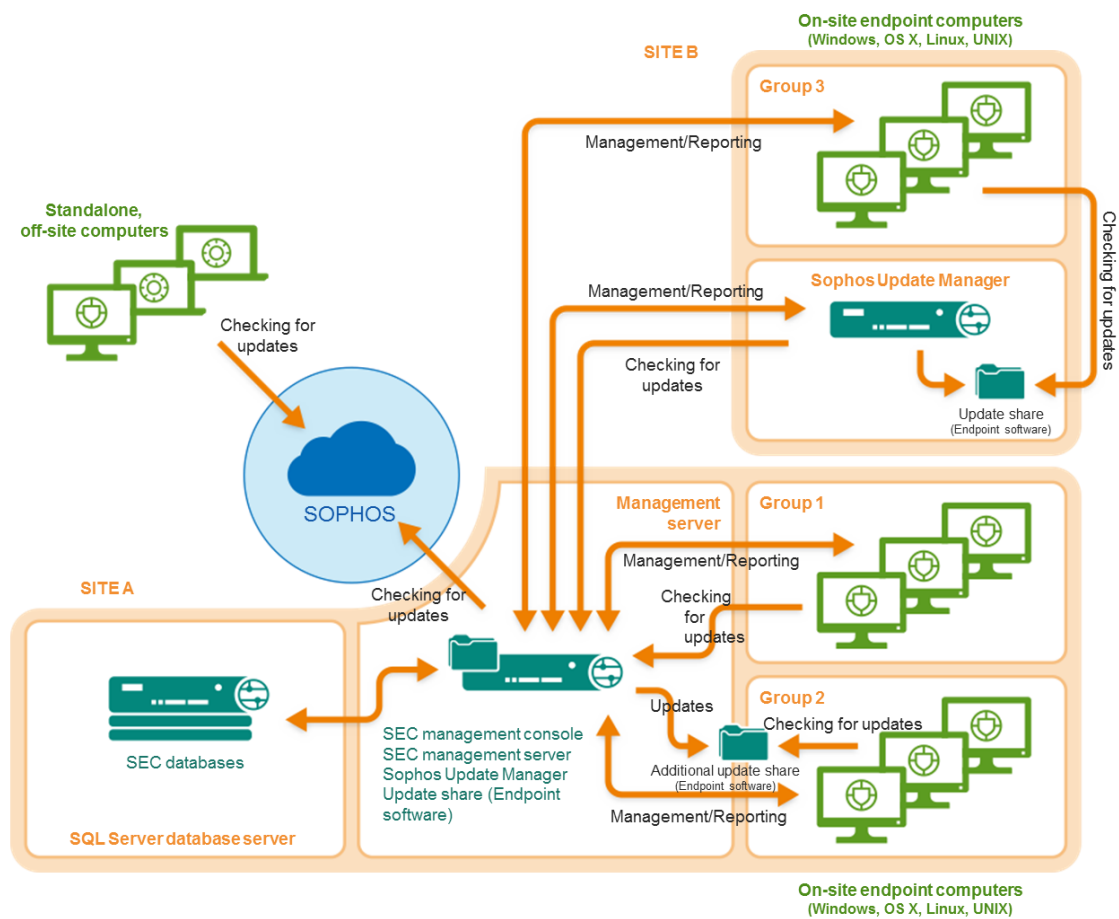 On-site endpoint computers
(Windows, OS X, Linux, UNIX)
SITE B
Group 3
Management/Reporting
Checking for updates
Standalone,
off-site computers
Checking for
updates
Sophos Update Manager
Management/Reporting
Checking for
updates
Update share
(Endpoint software)
SOPHOS
Management
server
Group 1
Management/Reporting
Checking for
updates
SITE A
Checking
for
updates
Group 2
Updates
Checking for updates
SEC databases
SEC management console
SEC management server
Sophos Update Manager
Update share (Endpoint
software)
Additional update share
(Endpoint software)
Management/Reporting
SQL Server database server
On-site endpoint computers
(Windows, OS X, Linux, UNIX)